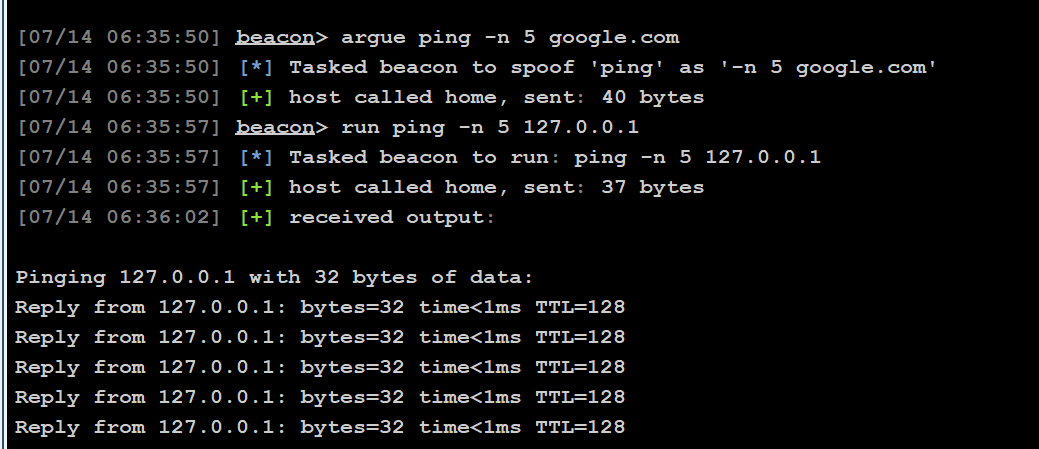 [07/14 06:35:50] beacon> argue ping -n 5 google.com
[07/14 06:35:50] [*] Tasked beacon to spoof 'ping' as '-n 5 google.com'
[07/14 06:35:50] [+] host called home, sent: 40 bytes
[07/14 06:35:57] beacon> run ping -n 5 127.0.0.1
[07/14 06:35:57] [*] Tasked beacon to run: ping -n 5 127.0.0.1
[07/14 06:35:57] [+] host called home, sent: 37 bytes
[07/14 06:36:02] [+] received output:
Pinging 127.0.0.1 with 32 bytes of data:
Reply from 127.0.0.1: bytes=32 time<1ms TTL=128
Reply from 127.0.0.1: bytes=32 time<1ms TTL=128
Reply from 127.0.0.1: bytes=32 time<1ms TTL=128
Reply from 127.0.0.1: bytes=32 time<1ms TTL=128
Reply from 127.0.0.1: bytes=32 time<1ms TTL=128